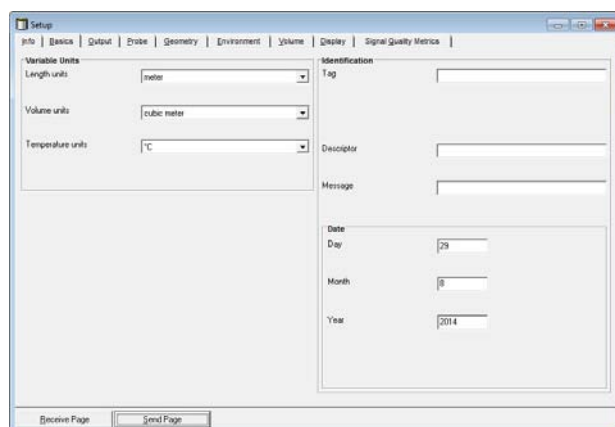 Setup
Info Basics Output Probe Geometry Environment Volume Display Signal Quality Metrics
Variable Units
Length units
meter
Volume units
cubic meter
Temperature units
°C
Identification
Tag
Descriptor
Message
Date
Day
29
Month
8
Year
2014
Receive Page
Send Page